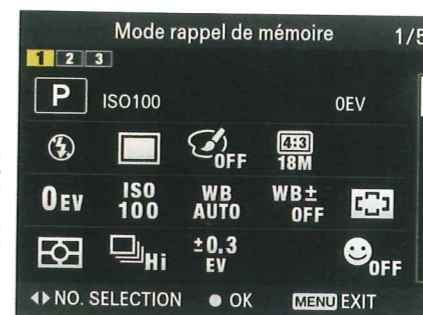 Mode rappel de mémoire 1/5
1 2 3
P ISO100 0EV
OFF 4:3 18M
0EV ISO 100 WB AUTO WB± OFF
Hi ±0.3 EV OFF
NO. SELECTION OK MENU EXIT